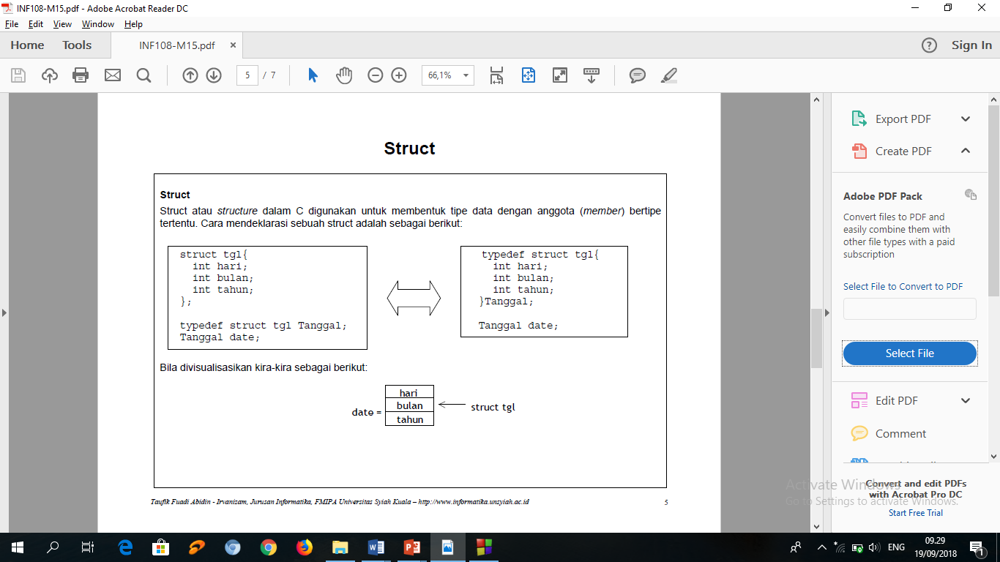 INF108-M15.pdf - Adobe Acrobat Reader DC
File Edit View Window Help
Home Tools INF108-M15.pdf × ? Sign In
5 / 7 66,1%
Struct
Struct
Struct atau structure dalam C digunakan untuk membentuk tipe data dengan anggota (member) bertipe
tertentu. Cara mendeklarasi sebuah struct adalah sebagai berikut:
struct tgl{
int hari;
int bulan;
int tahun;
};
typedef struct tgl Tanggal;
Tanggal date;
typedef struct tgl{
int hari;
int bulan;
int tahun;
}Tanggal;
Tanggal date;
Bila divisualisasikan kira-kira sebagai berikut:
date =
hari
bulan
tahun
struct tgl
Taufik Fuadi Abidin - Irvanizam, Jurusan Informatika, FMIPA Universitas Syiah Kuala – http://www.informatika.unsyiah.ac.id 5
Export PDF
Create PDF
Adobe PDF Pack
Convert files to PDF and
easily combine them with
other file types with a paid
subscription
Select File to Convert to PDF
Select File
Edit PDF
Comment
Convert and edit PDFs
with Acrobat Pro DC
Start Free Trial
Activate Windows
Go to Settings to activate Windows.
ENG
09.29
19/09/2018
1